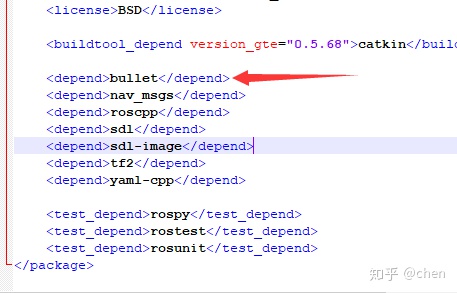 <license>BSD</license>
<buildtool_depend version_gte="0.5.68">catkin</buil
<depend>bullet</depend>
<depend>nav_msgs</depend>
<depend>roscpp</depend>
<depend>sdl</depend>
<depend>sdl-image</depend>
<depend>tf2</depend>
<depend>yaml-cpp</depend>
<test_depend>rospy</test_depend>
<test_depend>rostest</test_depend>
<test_depend>rosunit</test_depend>
</package>
知乎 @chen